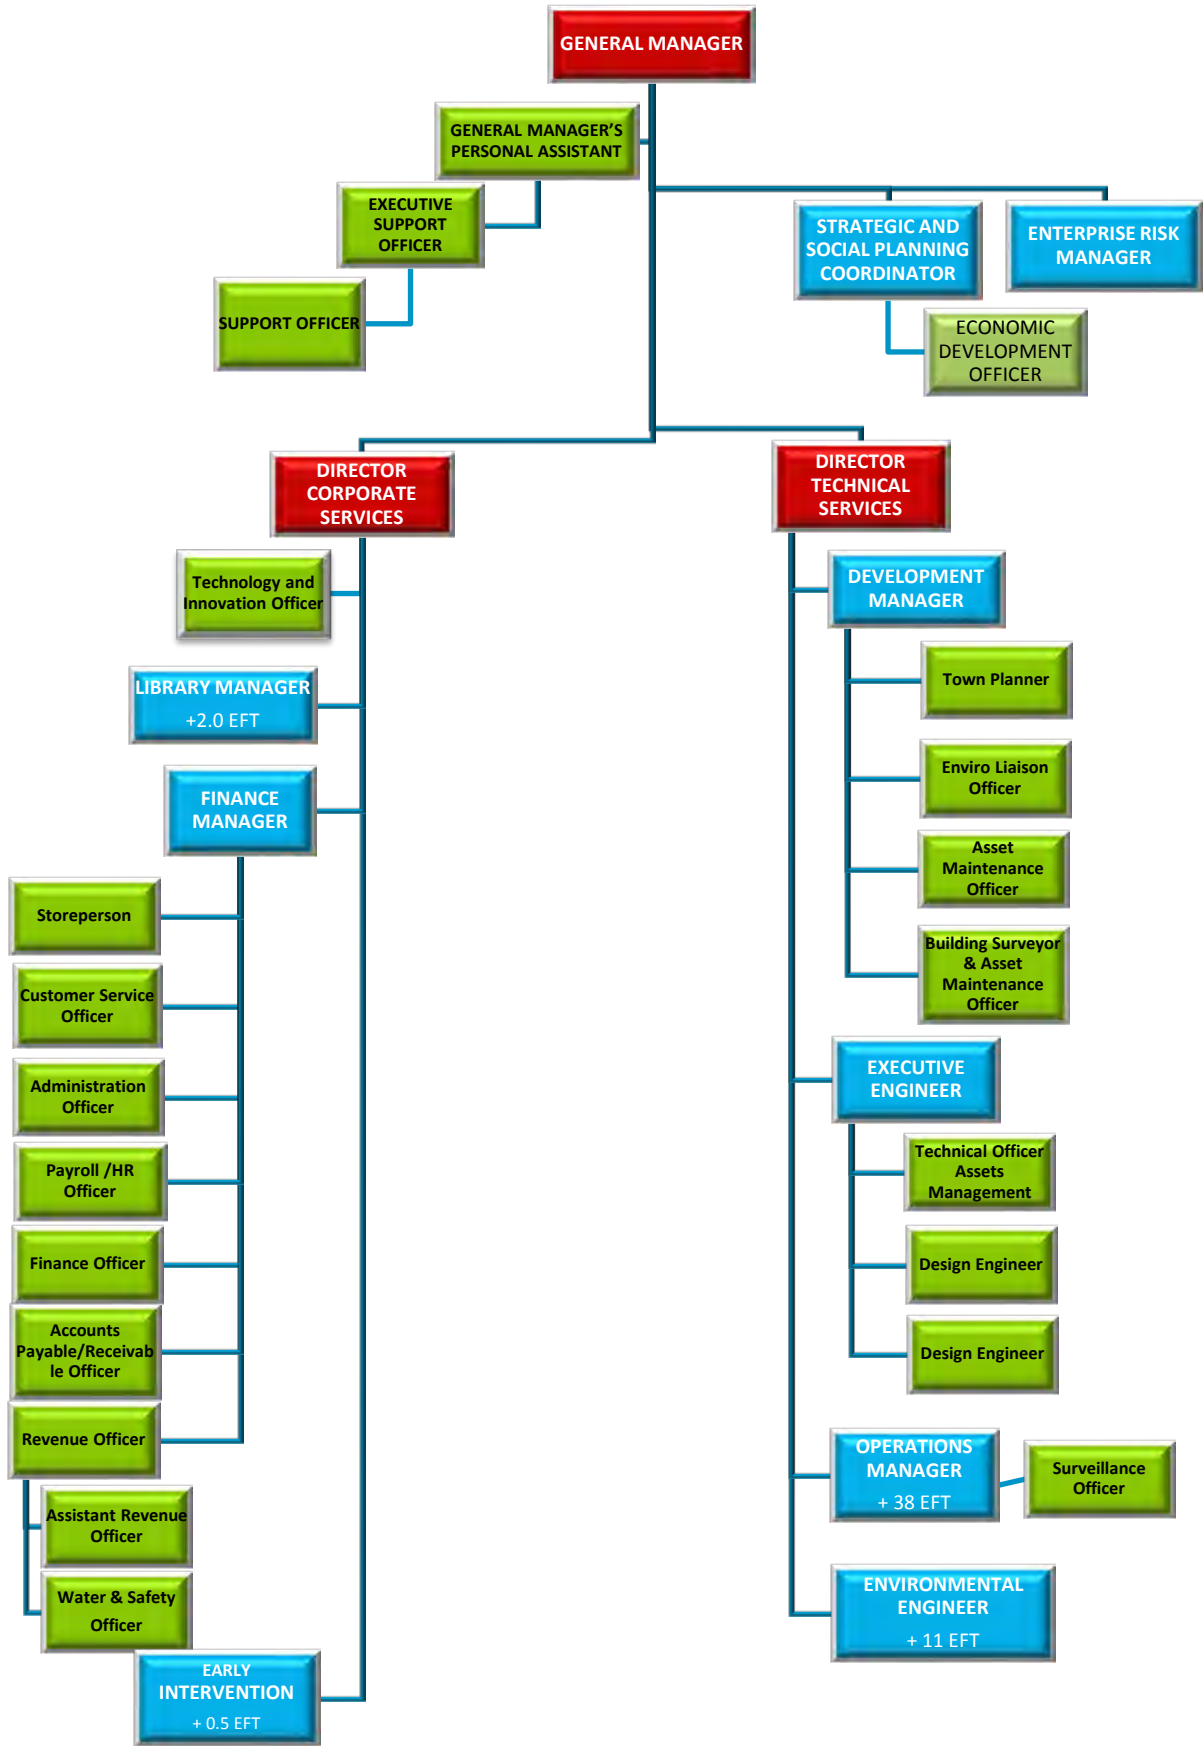 GENERAL MANAGER
GENERAL MANAGER'S
PERSONAL ASSISTANT
EXECUTIVE
SUPPORT
OFFICER
SUPPORT OFFICER
STRATEGIC AND
SOCIAL PLANNING
COORDINATOR
ENTERPRISE RISK
MANAGER
ECONOMIC
DEVELOPMENT
OFFICER
DIRECTOR
CORPORATE
SERVICES
Technology and
Innovation Officer
LIBRARY MANAGER
+2.0 EFT
FINANCE
MANAGER
Storeperson
Customer Service
Officer
Administration
Officer
Payroll /HR
Officer
Finance Officer
Accounts
Payable/Receivab
le Officer
Revenue Officer
Assistant Revenue
Officer
Water & Safety
Officer
EARLY
INTERVENTION
+ 0.5 EFT
DIRECTOR
TECHNICAL
SERVICES
DEVELOPMENT
MANAGER
Town Planner
Enviro Liaison
Officer
Asset
Maintenance
Officer
Building Surveyor
& Asset
Maintenance
Officer
EXECUTIVE
ENGINEER
Technical Officer
Assets
Management
Design Engineer
Design Engineer
OPERATIONS
MANAGER
+ 38 EFT
Surveillance
Officer
ENVIRONMENTAL
ENGINEER
+ 11 EFT